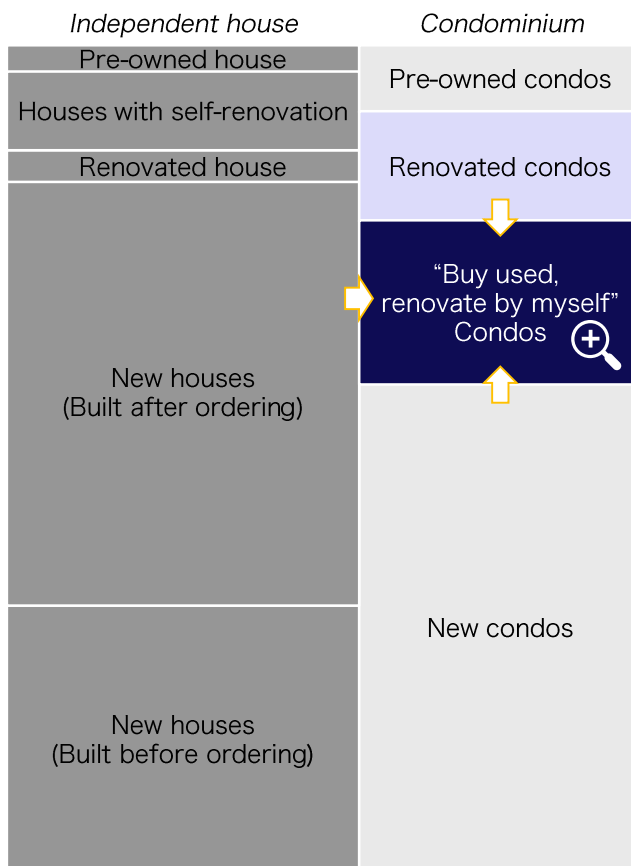 Independent house
Condominium
Pre-owned house
Houses with self-renovation
Renovated house
New houses
(Built after ordering)
New houses
(Built before ordering)
Pre-owned condos
Renovated condos
“Buy used,
renovate by myself”
Condos
New condos